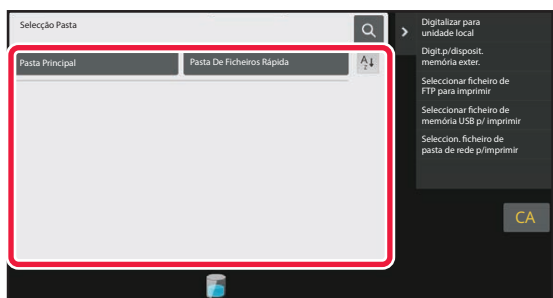 Selecção Pasta
Pasta Principal
Pasta De Ficheiros Rápida
A
Z
Digitalizar para
unidade local
Digit.p/disposit.
memória exter.
Seleccionar ficheiro de
FTP para imprimir
Seleccionar ficheiro de
memória USB p/ imprimir
Seleccion. ficheiro de
pasta de rede p/imprimir
CA